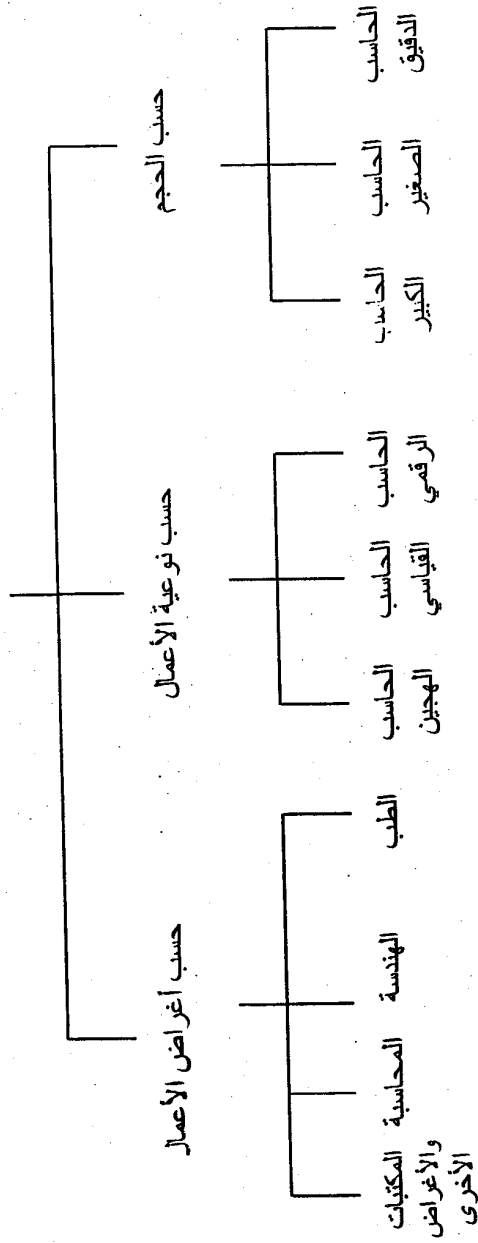 حسب الحجم
حسب نوعية الأعمال
حسب أغراض الأعمال
الحاسب
الدقيق
الحاسب
الصغير
الحاسب
الكبير
الحاسب
الرقمي
الحاسب
القياسي
الحاسب
الهجين
الطب
الهندسة
المحاسبة
المكتبات
والأغراض
الأخرى